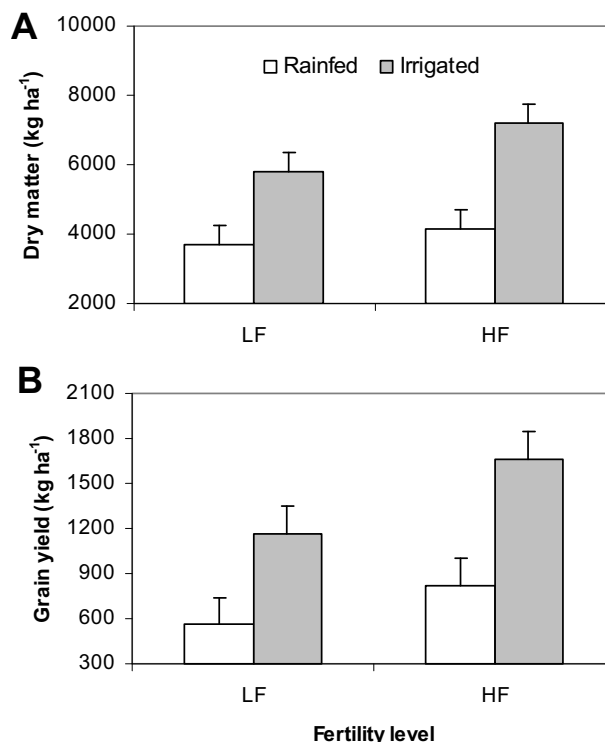 A
10000
8000
6000
4000
2000
Dry matter (kg ha⁻¹)
Rainfed Irrigated
LF HF
B
2100
1800
1500
1200
900
600
300
Grain yield (kg ha⁻¹)
LF HF
Fertility level